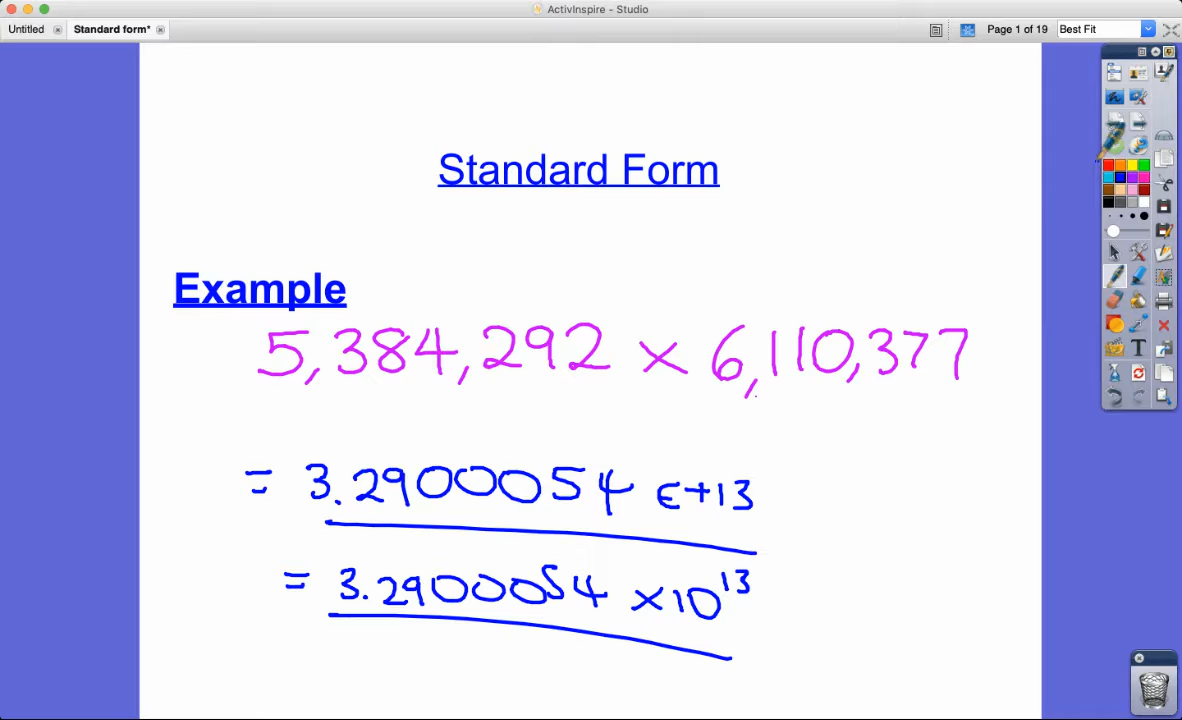 ActivInspire - Studio
Untitled
Standard form*
Page 1 of 19
Best Fit
Standard Form
Example
5,384,292 × 6,110,377
= 3.2900054 e+13
= 3.2900054 ×10¹³